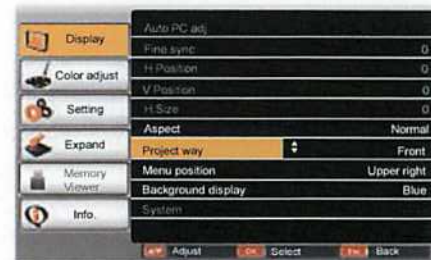 Display
Color adjust
Setting
Expand
Memory
Viewer
Info.
Auto PC adj
Fine sync 0
H Position 0
V Position 0
H.Size 0
Aspect Normal
Project way Front
Menu position Upper right
Background display Blue
System
Adjust
OK Select
Back